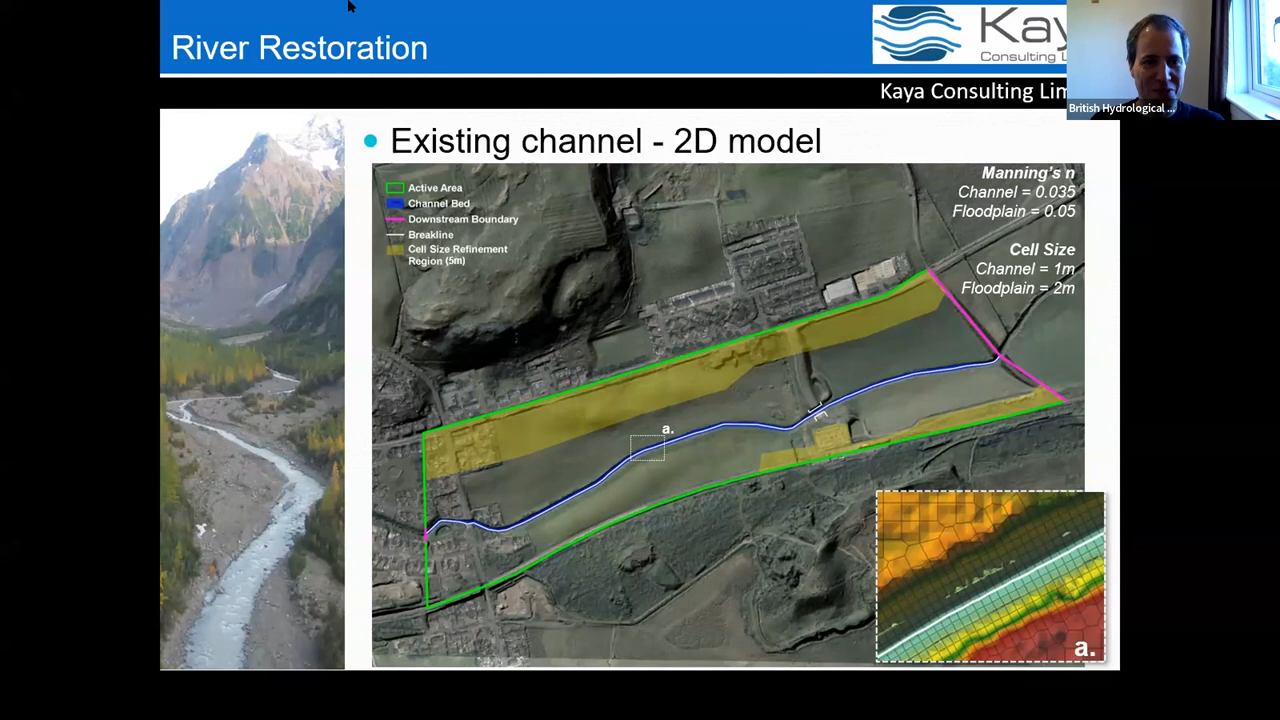 River Restoration
Kay
Consulting L
Kaya Consulting Lim
British Hydrological ...
Existing channel - 2D model
Active Area
Channel Bed
Downstream Boundary
Breakline
Cell Size Refinement
Region (5m)
Manning's n
Channel = 0.035
Floodplain = 0.05
Cell Size
Channel = 1m
Floodplain = 2m
a.
a.